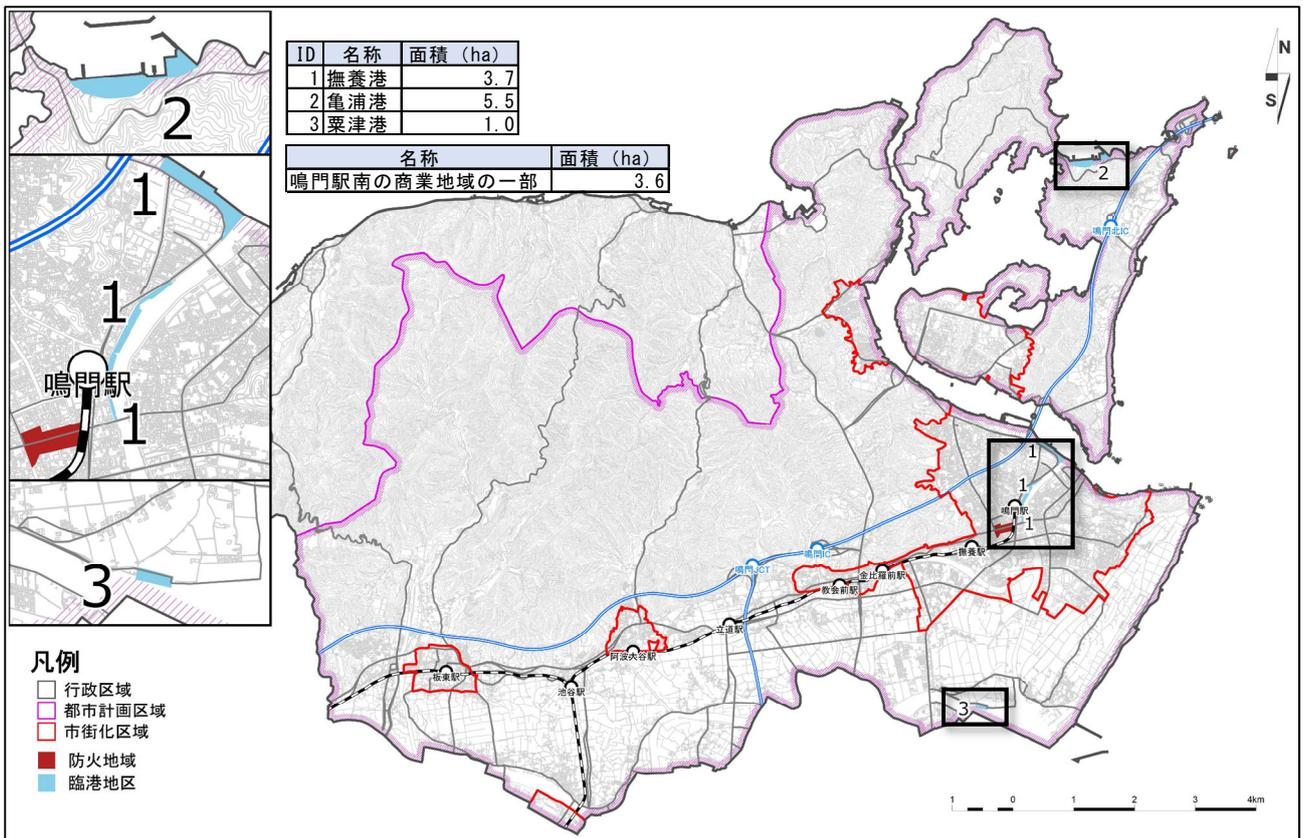 ID 名称 面積（ha）
1 撫養港 3.7
2 亀浦港 5.5
3 粟津港 1.0
名称 面積（ha）
鳴門駅南の商業地域の一部 3.6
N
S
2
1
1
鳴門駅
1
3
2
鳴門北IC
1
1
鳴門駅
1
撫養駅
鳴門IC
金比羅前駅
鳴門JCT
教会前駅
立道駅
阿波大谷駅
板東駅
池谷駅
3
凡例
行政区域
都市計画区域
市街化区域
防火地域
臨港地区
1 0 1 2 3 4km